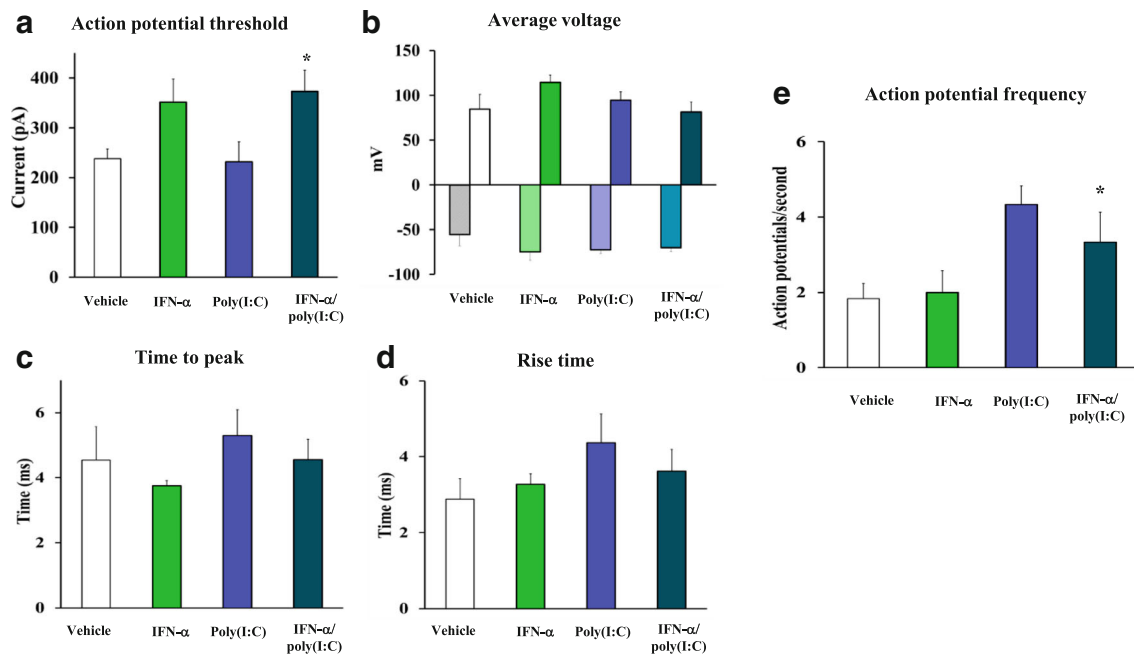 a Action potential threshold
*
400
300
200
100
0
Current (pA)
Vehicle IFN-α Poly(I:C) IFN-α/
poly(I:C)
b Average voltage
150
100
50
0
-50
-100
mV
Vehicle IFN-α Poly(I:C) IFN-α/
poly(I:C)
c Time to peak
6
4
2
0
Time (ms)
Vehicle IFN-α Poly(I:C) IFN-α/
poly(I:C)
d Rise time
6
4
2
0
Time (ms)
Vehicle IFN-α Poly(I:C) IFN-α/
poly(I:C)
e Action potential frequency
*
6
4
2
0
Action potentials/second
Vehicle IFN-α Poly(I:C) IFN-α/
poly(I:C)